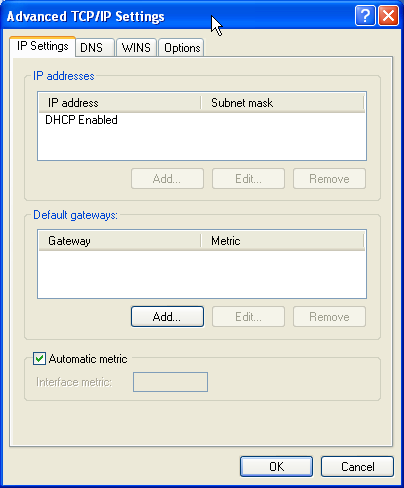 Advanced TCP/IP Settings
IP Settings DNS WINS Options
IP addresses
IP address Subnet mask
DHCP Enabled
Add... Edit... Remove
Default gateways:
Gateway Metric
Add... Edit... Remove
Automatic metric
Interface metric:
OK Cancel